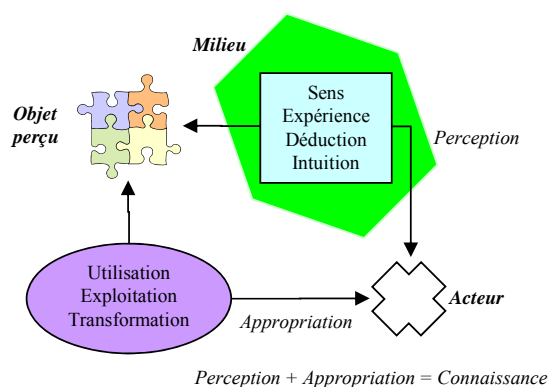 Milieu
Objet
perçu
Sens
Expérience
Déduction
Intuition
Perception
Utilisation
Exploitation
Transformation
Appropriation
Acteur
Perception + Appropriation = Connaissance